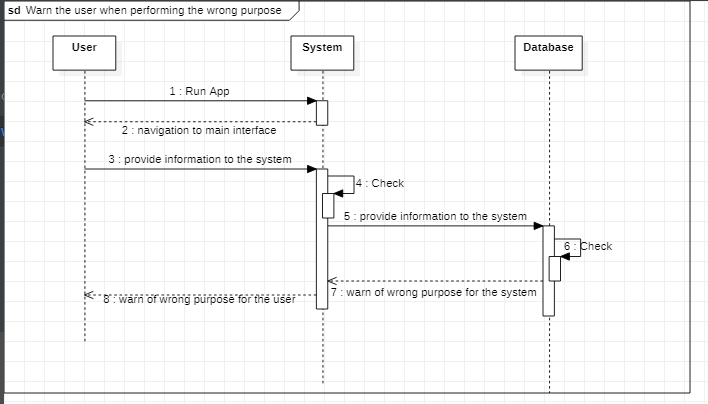 sd Warn the user when performing the wrong purpose
User
System
Database
1 : Run App
2 : navigation to main interface
3 : provide information to the system
4 : Check
5 : provide information to the system
6 : Check
7 : warn of wrong purpose for the system
8 : warn of wrong purpose for the user